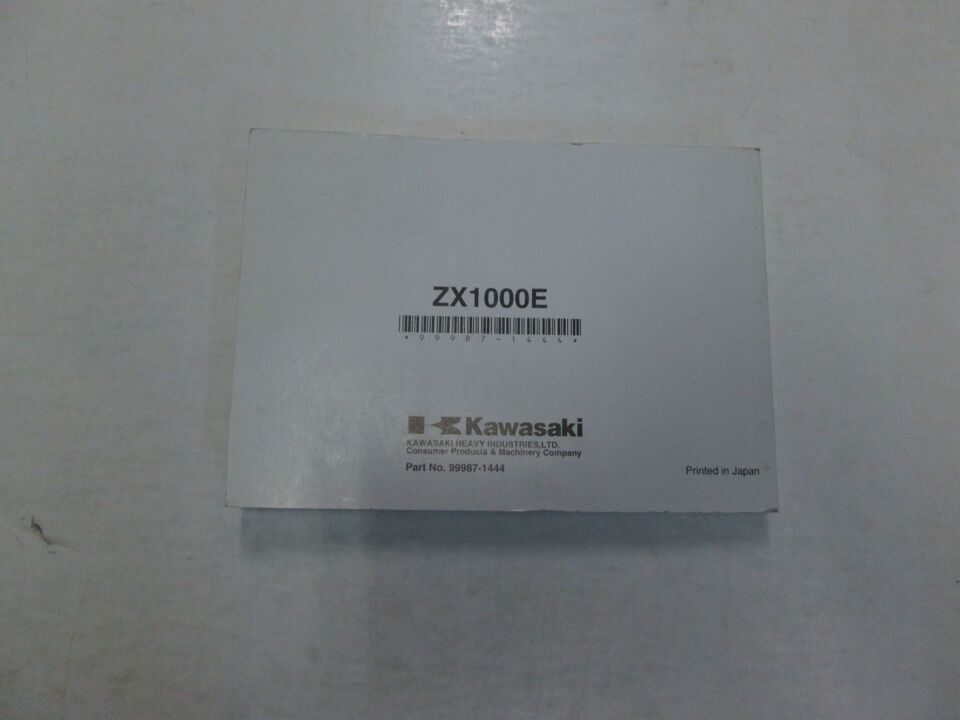 ZX1000E
*99987-1444*
Kawasaki
KAWASAKI HEAVY INDUSTRIES,LTD.
Consumer Products & Machinery Company
Part No. 99987-1444
Printed in Japan